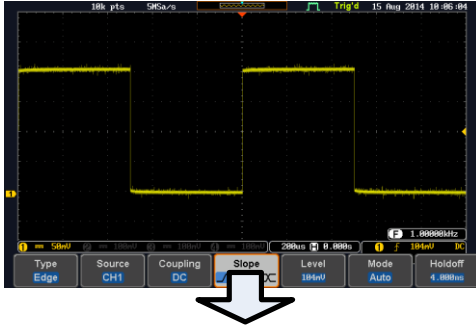 10k pts 5MSa/s Trig'd 15 Aug 2014 10:06:04
1
F 1.00000kHz
1 50mV 2 100mV 3 100mV 4 100mV 200us H 0.000s 1 104mV DC
Type Source Coupling Slope Level Mode Holdoff
Edge CH1 DC 104mV Auto 4.000ns